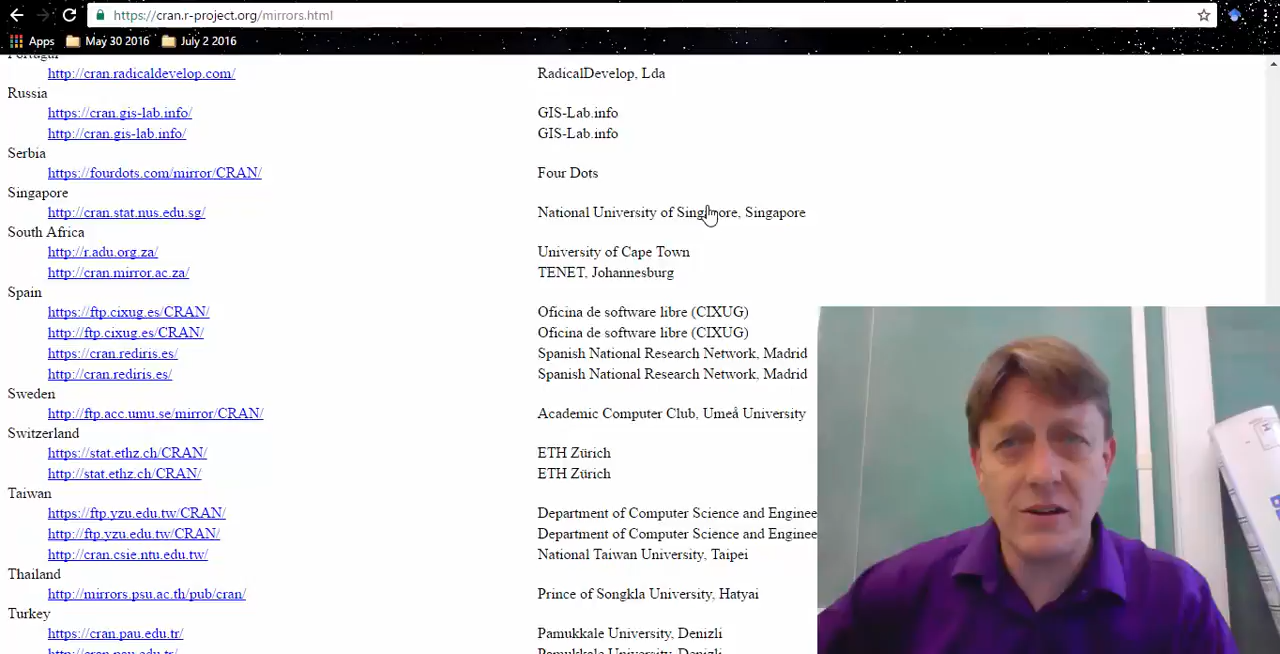 https://cran.r-project.org/mirrors.html
Apps May 30 2016 July 2 2016
Portugal
http://cran.radicaldevelop.com/ RadicalDevelop, Lda
Russia
https://cran.gis-lab.info/ GIS-Lab.info
http://cran.gis-lab.info/ GIS-Lab.info
Serbia
https://fourdots.com/mirror/CRAN/ Four Dots
Singapore
http://cran.stat.nus.edu.sg/ National University of Singapore, Singapore
South Africa
http://r.adu.org.za/ University of Cape Town
http://cran.mirror.ac.za/ TENET, Johannesburg
Spain
https://ftp.cixug.es/CRAN/ Oficina de software libre (CIXUG)
http://ftp.cixug.es/CRAN/ Oficina de software libre (CIXUG)
https://cran.rediris.es/ Spanish National Research Network, Madrid
http://cran.rediris.es/ Spanish National Research Network, Madrid
Sweden
http://ftp.acc.umu.se/mirror/CRAN/ Academic Computer Club, Umeå University
Switzerland
https://stat.ethz.ch/CRAN/ ETH Zürich
http://stat.ethz.ch/CRAN/ ETH Zürich
Taiwan
https://ftp.yzu.edu.tw/CRAN/ Department of Computer Science and Enginee
http://ftp.yzu.edu.tw/CRAN/ Department of Computer Science and Enginee
http://cran.csie.ntu.edu.tw/ National Taiwan University, Taipei
Thailand
http://mirrors.psu.ac.th/pub/cran/ Prince of Songkla University, Hatyai
Turkey
https://cran.pau.edu.tr/ Pamukkale University, Denizli
http://cran.pau.edu.tr/ Pamukkale University, Denizli